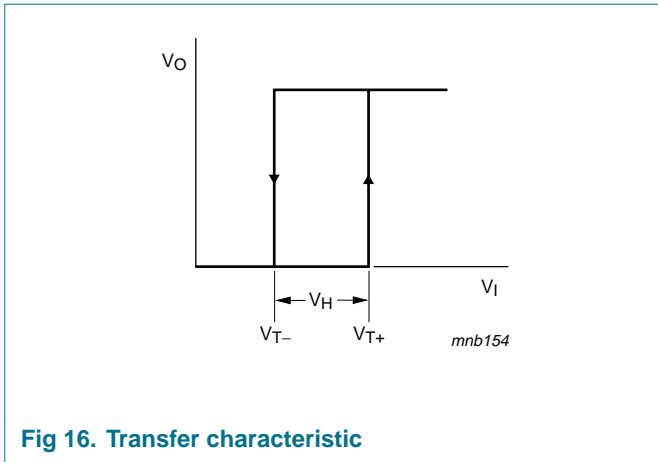 VO
VI
VH
VT− VT+
mnb154
Fig 16. Transfer characteristic